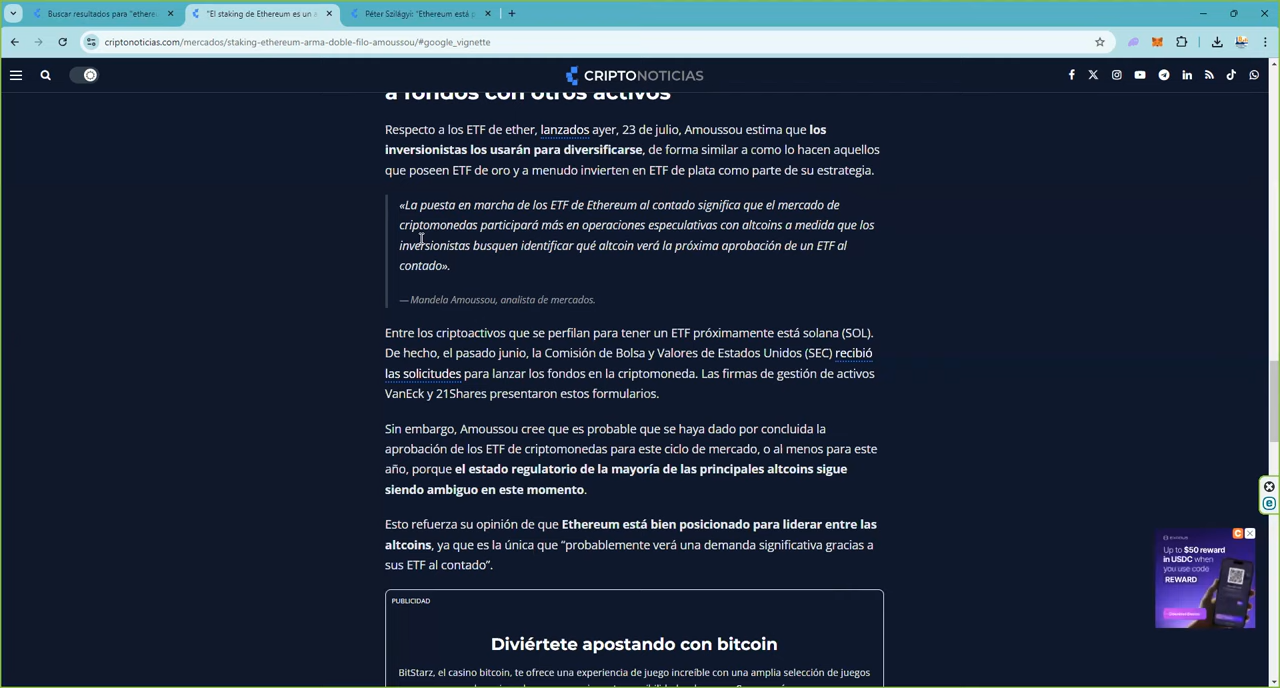 Buscar resultados para "ethere
"El staking de Ethereum es un a
Péter Szilágyi: "Ethereum está p
criptonoticias.com/mercados/staking-ethereum-arma-doble-filo-amoussou/#google_vignette
CRIPTONOTICIAS
a fondos con otros activos
Respecto a los ETF de ether, lanzados ayer, 23 de julio, Amoussou estima que los
inversionistas los usarán para diversificarse, de forma similar a como lo hacen aquellos
que poseen ETF de oro y a menudo invierten en ETF de plata como parte de su estrategia.
«La puesta en marcha de los ETF de Ethereum al contado significa que el mercado de
criptomonedas participará más en operaciones especulativas con altcoins a medida que los
inversionistas busquen identificar qué altcoin verá la próxima aprobación de un ETF al
contado».
— Mandela Amoussou, analista de mercados.
Entre los criptoactivos que se perfilan para tener un ETF próximamente está solana (SOL).
De hecho, el pasado junio, la Comisión de Bolsa y Valores de Estados Unidos (SEC) recibió
las solicitudes para lanzar los fondos en la criptomoneda. Las firmas de gestión de activos
VanEck y 21Shares presentaron estos formularios.
Sin embargo, Amoussou cree que es probable que se haya dado por concluida la
aprobación de los ETF de criptomonedas para este ciclo de mercado, o al menos para este
año, porque el estado regulatorio de la mayoría de las principales altcoins sigue
siendo ambiguo en este momento.
Esto refuerza su opinión de que Ethereum está bien posicionado para liderar entre las
altcoins, ya que es la única que “probablemente verá una demanda significativa gracias a
sus ETF al contado”.
PUBLICIDAD
Diviértete apostando con bitcoin
BitStarz, el casino bitcoin, te ofrece una experiencia de juego increíble con una amplia selección de juegos
Up to $50 reward
in USDC when
you use code
REWARD